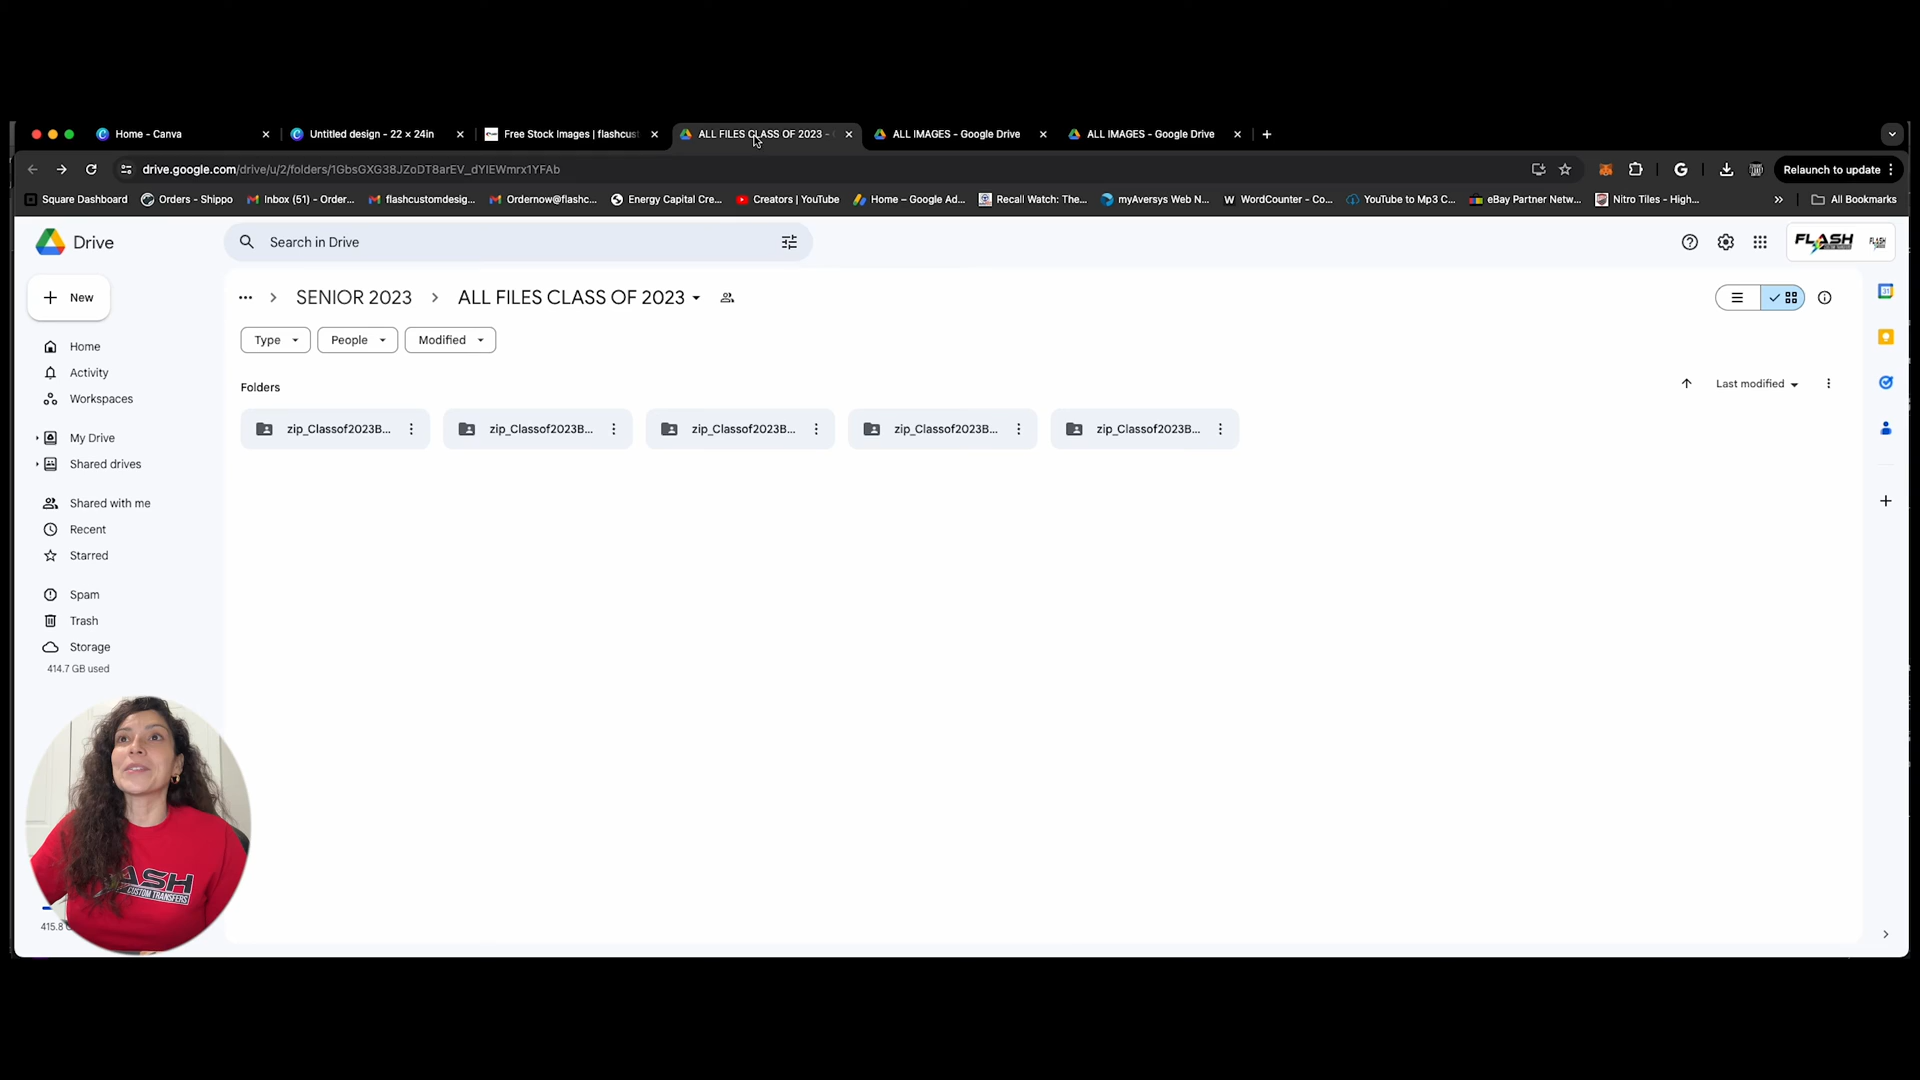 Home - Canva
Untitled design - 22 × 24in
Free Stock Images | flashcust
ALL FILES CLASS OF 2023 -
ALL IMAGES - Google Drive
ALL IMAGES - Google Drive
drive.google.com/drive/u/2/folders/1GbsGXG38JZoDT8arEV_dYIEWmrx1YFAb
Relaunch to update
Square Dashboard
Orders - Shippo
Inbox (51) - Order...
flashcustomdesig...
Ordernow@flashc...
Energy Capital Cre...
Creators | YouTube
Home – Google Ad...
Recall Watch: The...
myAversys Web N...
WordCounter - Co...
YouTube to Mp3 C...
eBay Partner Netw...
Nitro Tiles - High...
All Bookmarks
Drive
Search in Drive
FLASH
New
SENIOR 2023
ALL FILES CLASS OF 2023
Type
People
Modified
Home
Activity
Workspaces
My Drive
Shared drives
Shared with me
Recent
Starred
Spam
Trash
Storage
414.7 GB used
Folders
Last modified
zip_Classof2023B...
zip_Classof2023B...
zip_Classof2023B...
zip_Classof2023B...
zip_Classof2023B...
31
ASH
CUSTOM TRANSFERS
415.8